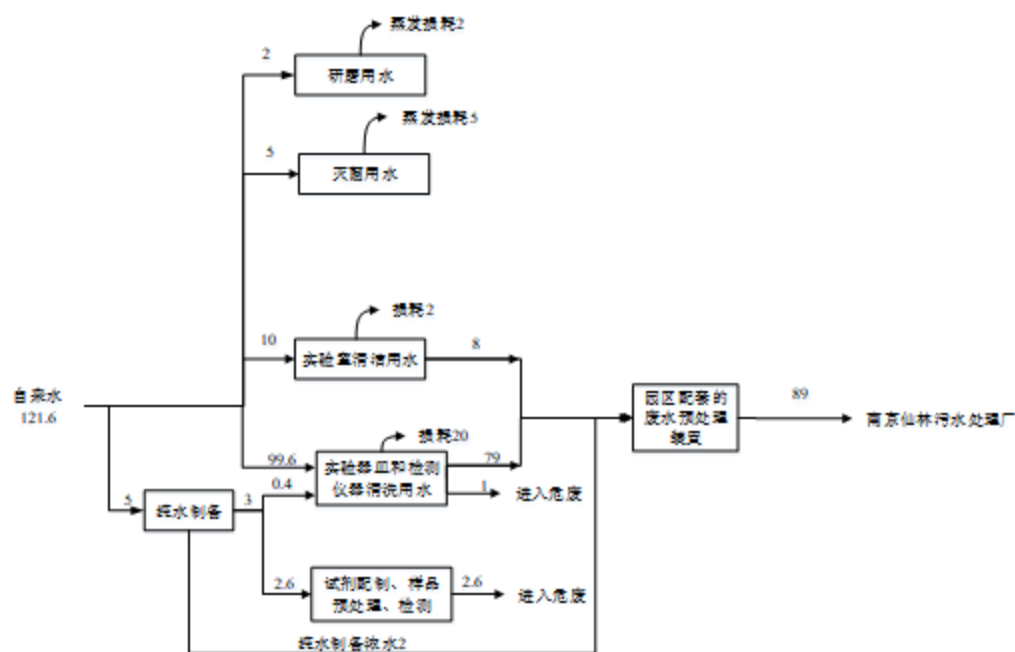 蒸发损耗2
2
研磨用水
蒸发损耗5
5
灭菌用水
损耗2
10
实验室清洁用水
8
自来水
121.6
园区配套的
废水预处理
装置
89
南京仙林污水处理厂
损耗20
99.6
实验器皿和检测
仪器清洗用水
79
0.4
1
进入危废
5
纯水制备
3
2.6
试剂配制、样品
预处理、检测
2.6
进入危废
纯水制备浓水2